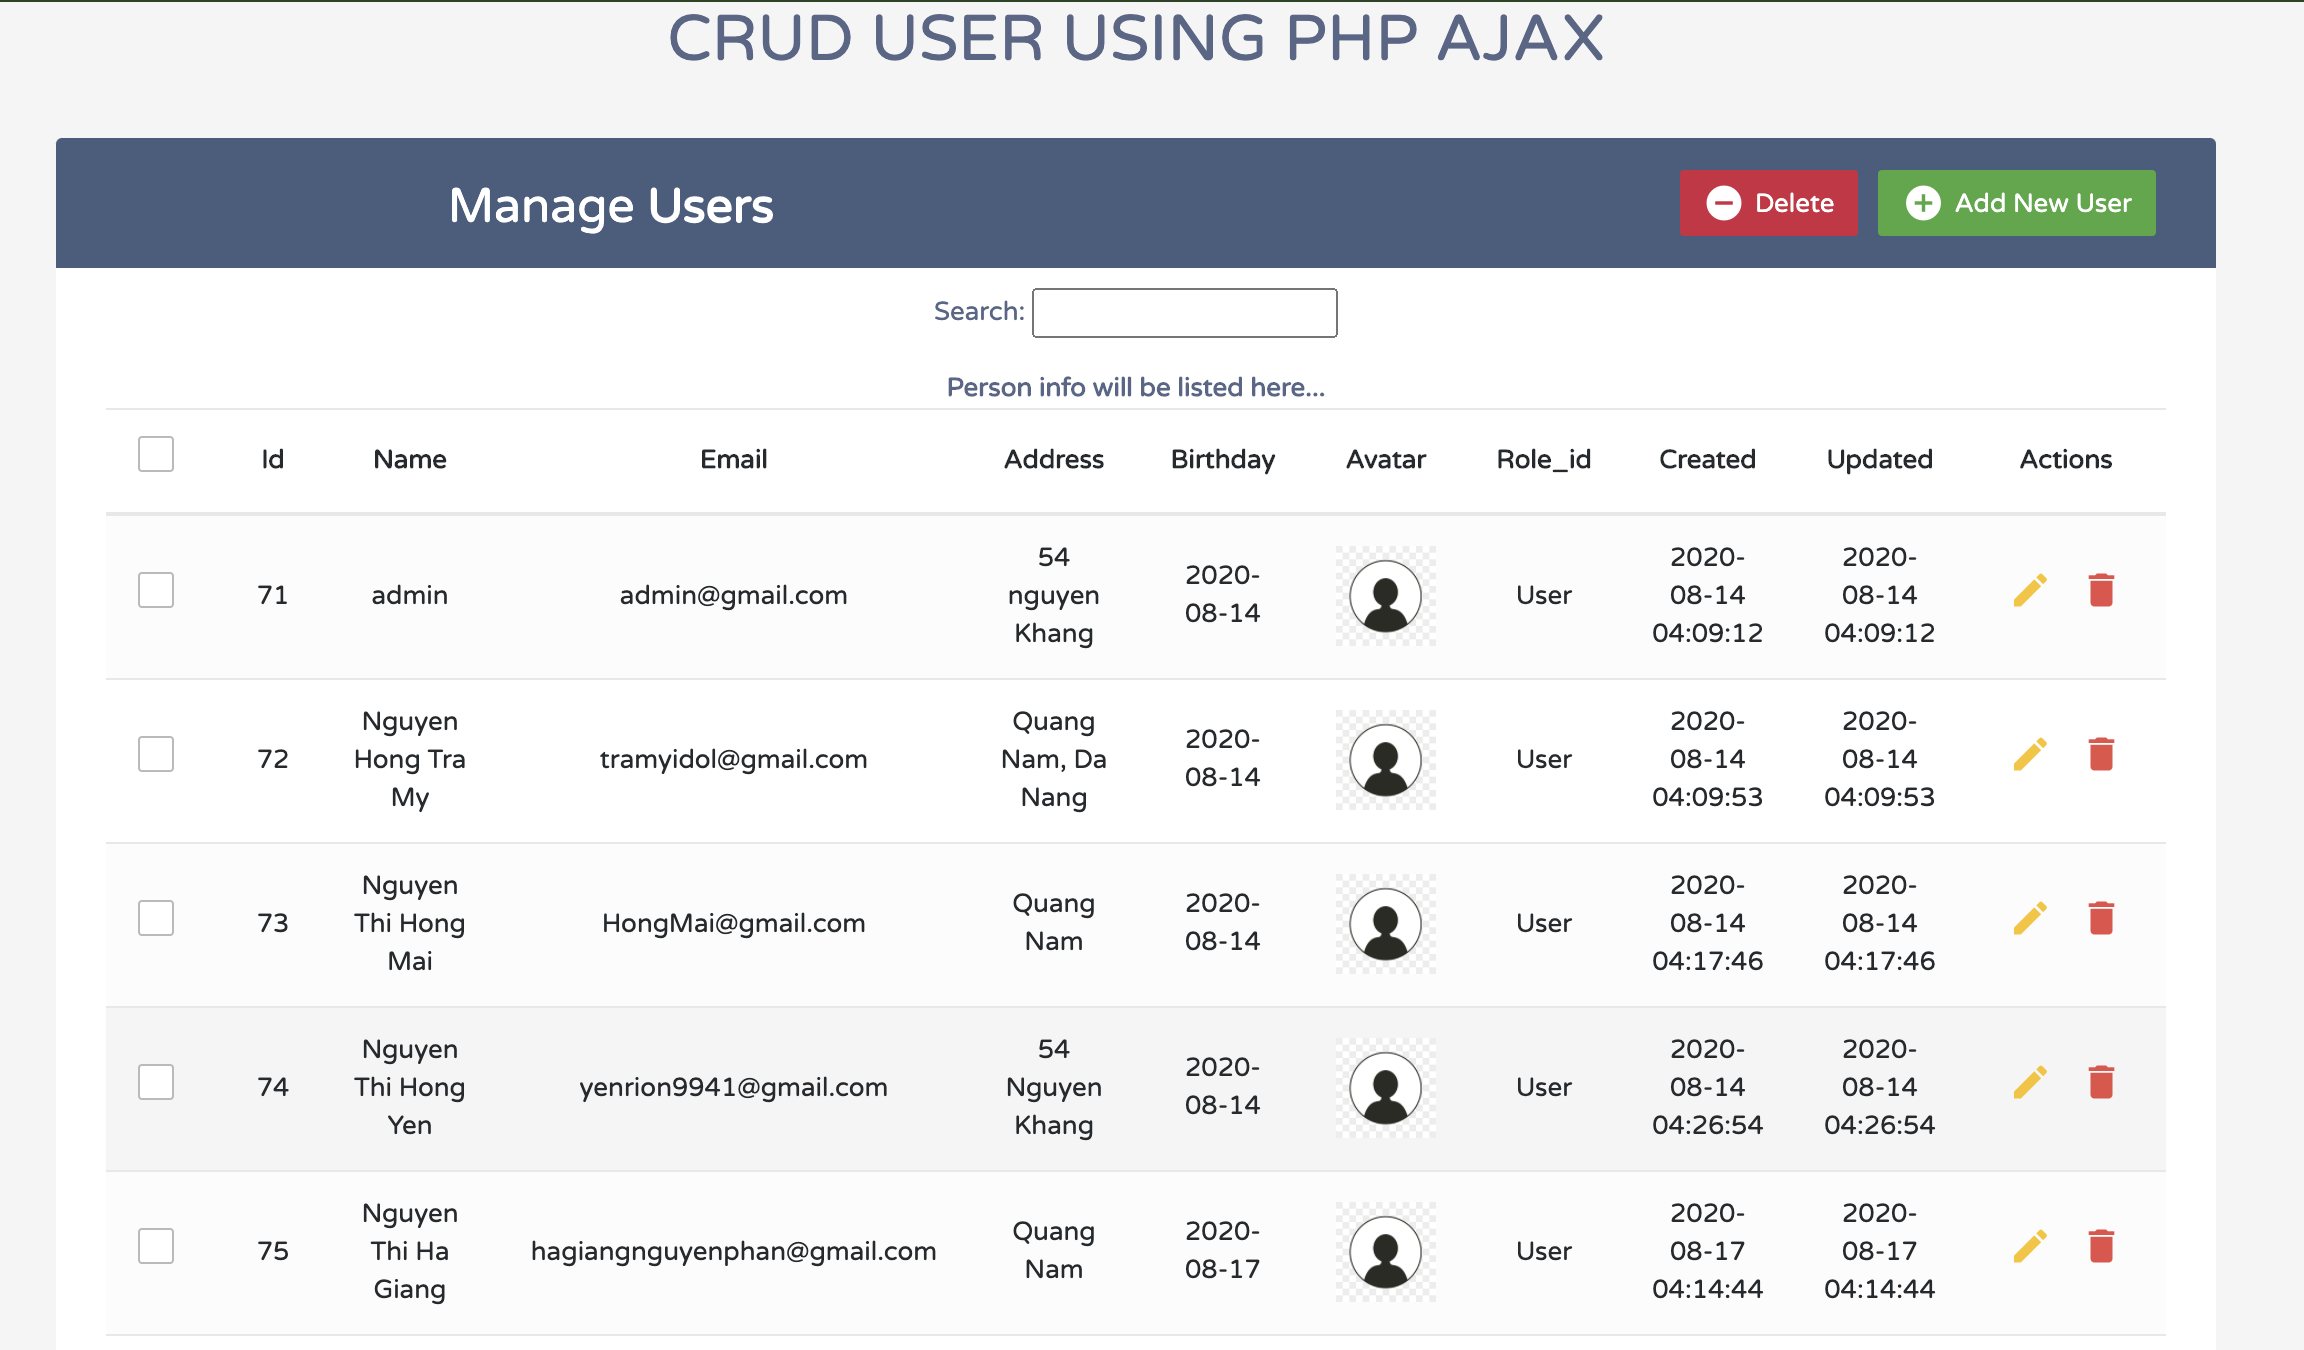 CRUD USER USING PHP AJAX
Manage Users
Delete
Add New User
Search:
Person info will be listed here...
Id Name Email Address Birthday Avatar Role_id Created Updated Actions
71 admin admin@gmail.com 54 nguyen Khang 2020-08-14 User 2020-08-14 04:09:12 2020-08-14 04:09:12
72 Nguyen Hong Tra My tramyidol@gmail.com Quang Nam, Da Nang 2020-08-14 User 2020-08-14 04:09:53 2020-08-14 04:09:53
73 Nguyen Thi Hong Mai HongMai@gmail.com Quang Nam 2020-08-14 User 2020-08-14 04:17:46 2020-08-14 04:17:46
74 Nguyen Thi Hong Yen yenrion9941@gmail.com 54 Nguyen Khang 2020-08-14 User 2020-08-14 04:26:54 2020-08-14 04:26:54
75 Nguyen Thi Ha Giang hagiangnguyenphan@gmail.com Quang Nam 2020-08-17 User 2020-08-17 04:14:44 2020-08-17 04:14:44